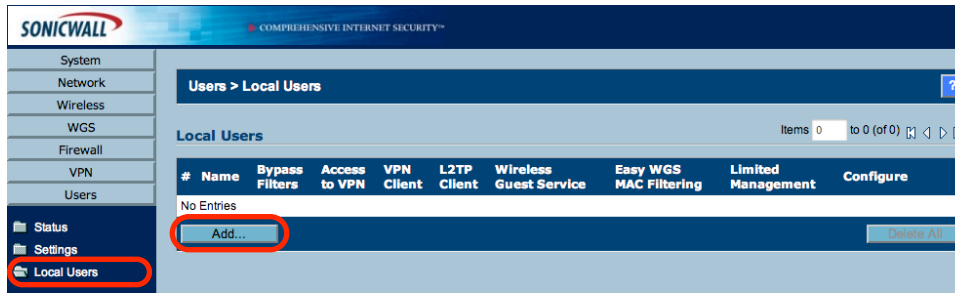 SONICWALL
COMPREHENSIVE INTERNET SECURITY™
System
Network
Wireless
WGS
Firewall
VPN
Users
Status
Settings
Local Users
Users > Local Users
?
Local Users
Items 0 to 0 (of 0)
# Name Bypass Filters Access to VPN VPN Client L2TP Client Wireless Guest Service Easy WGS MAC Filtering Limited Management Configure
No Entries
Add...
Delete All